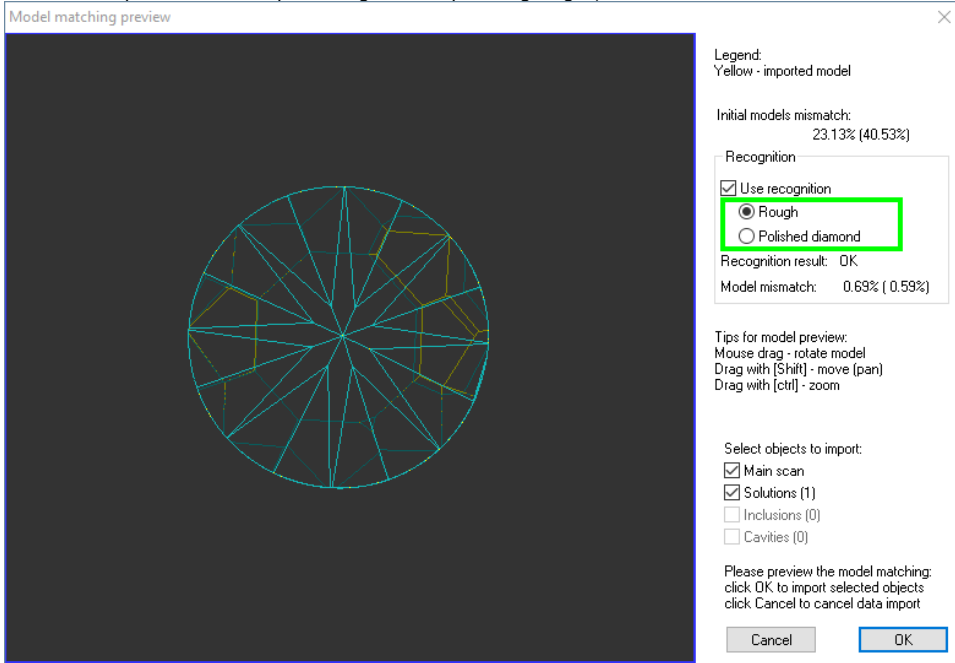 Model matching preview
Legend:
Yellow - imported model
Initial models mismatch:
23.13% (40.53%)
Recognition
Use recognition
Rough
Polished diamond
Recognition result: OK
Model mismatch: 0.69% ( 0.59%)
Tips for model preview:
Mouse drag - rotate model
Drag with [Shift] - move (pan)
Drag with [ctrl] - zoom
Select objects to import:
Main scan
Solutions (1)
Inclusions (0)
Cavities (0)
Please preview the model matching:
click OK to import selected objects
click Cancel to cancel data import
Cancel OK